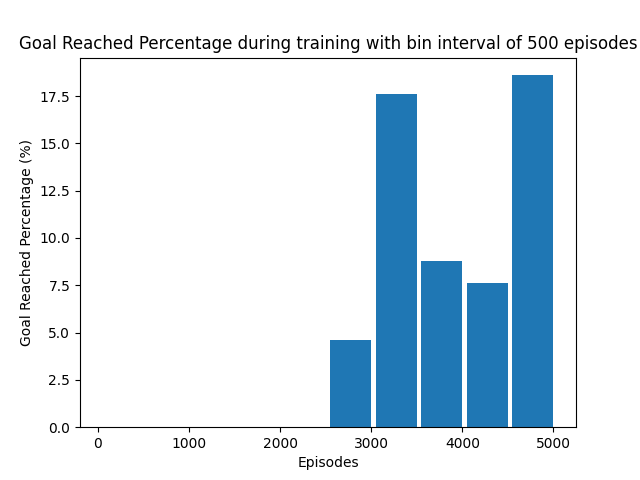 Goal Reached Percentage during training with bin interval of 500 episodes
17.5
15.0
12.5
10.0
7.5
5.0
2.5
0.0
Goal Reached Percentage (%)
0 1000 2000 3000 4000 5000
Episodes